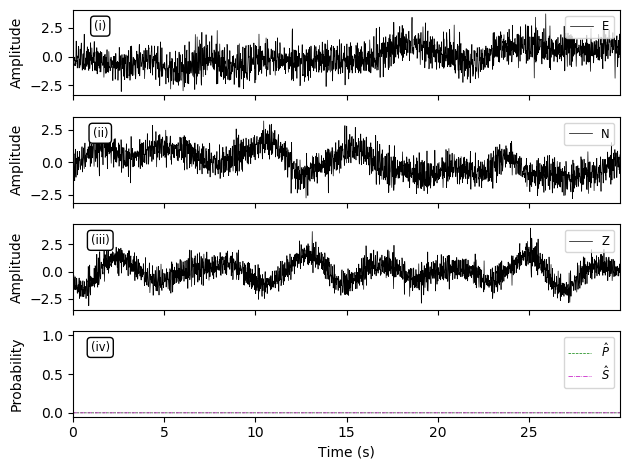 Amplitude
2.5
0.0
−2.5
(i)
E
Amplitude
2.5
0.0
−2.5
(ii)
N
Amplitude
2.5
0.0
−2.5
(iii)
Z
Probability
1.0
0.5
0.0
(iv)
P̂
Ŝ
0 5 10 15 20 25
Time (s)